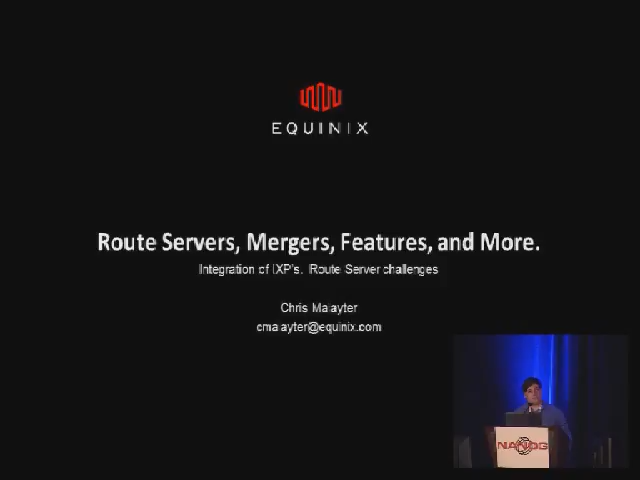 EQUINIX
Route Servers, Mergers, Features, and More.
Integration of IXP's. Route Server challenges
Chris Malayter
cmalayter@equinix.com
NANOG